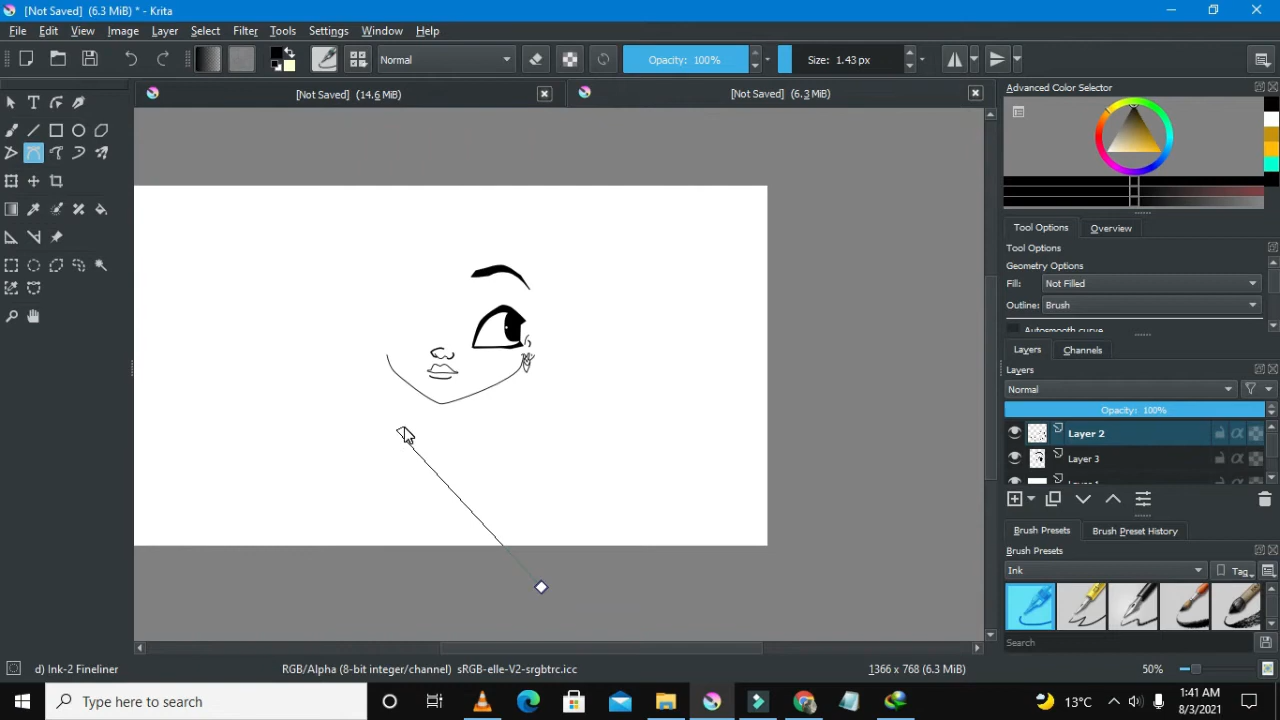 [Not Saved] (6.3 MiB) * - Krita
File Edit View Image Layer Select Filter Tools Settings Window Help
Normal Opacity: 100% Size: 1.43 px
[Not Saved] (14.6 MiB) [Not Saved] (6.3 MiB)
Advanced Color Selector
Tool Options Overview
Tool Options
Geometry Options
Fill: Not Filled
Outline: Brush
Autosmooth curve
Layers Channels
Layers
Normal
Opacity: 100%
Layer 2
Layer 3
Layer 1
Brush Presets Brush Preset History
Brush Presets
Ink Tag
Search
d) Ink-2 Fineliner RGB/Alpha (8-bit integer/channel) sRGB-elle-V2-srgbtrc.icc 1366 x 768 (6.3 MiB) 50%
Type here to search 13°C 1:41 AM
8/3/2021